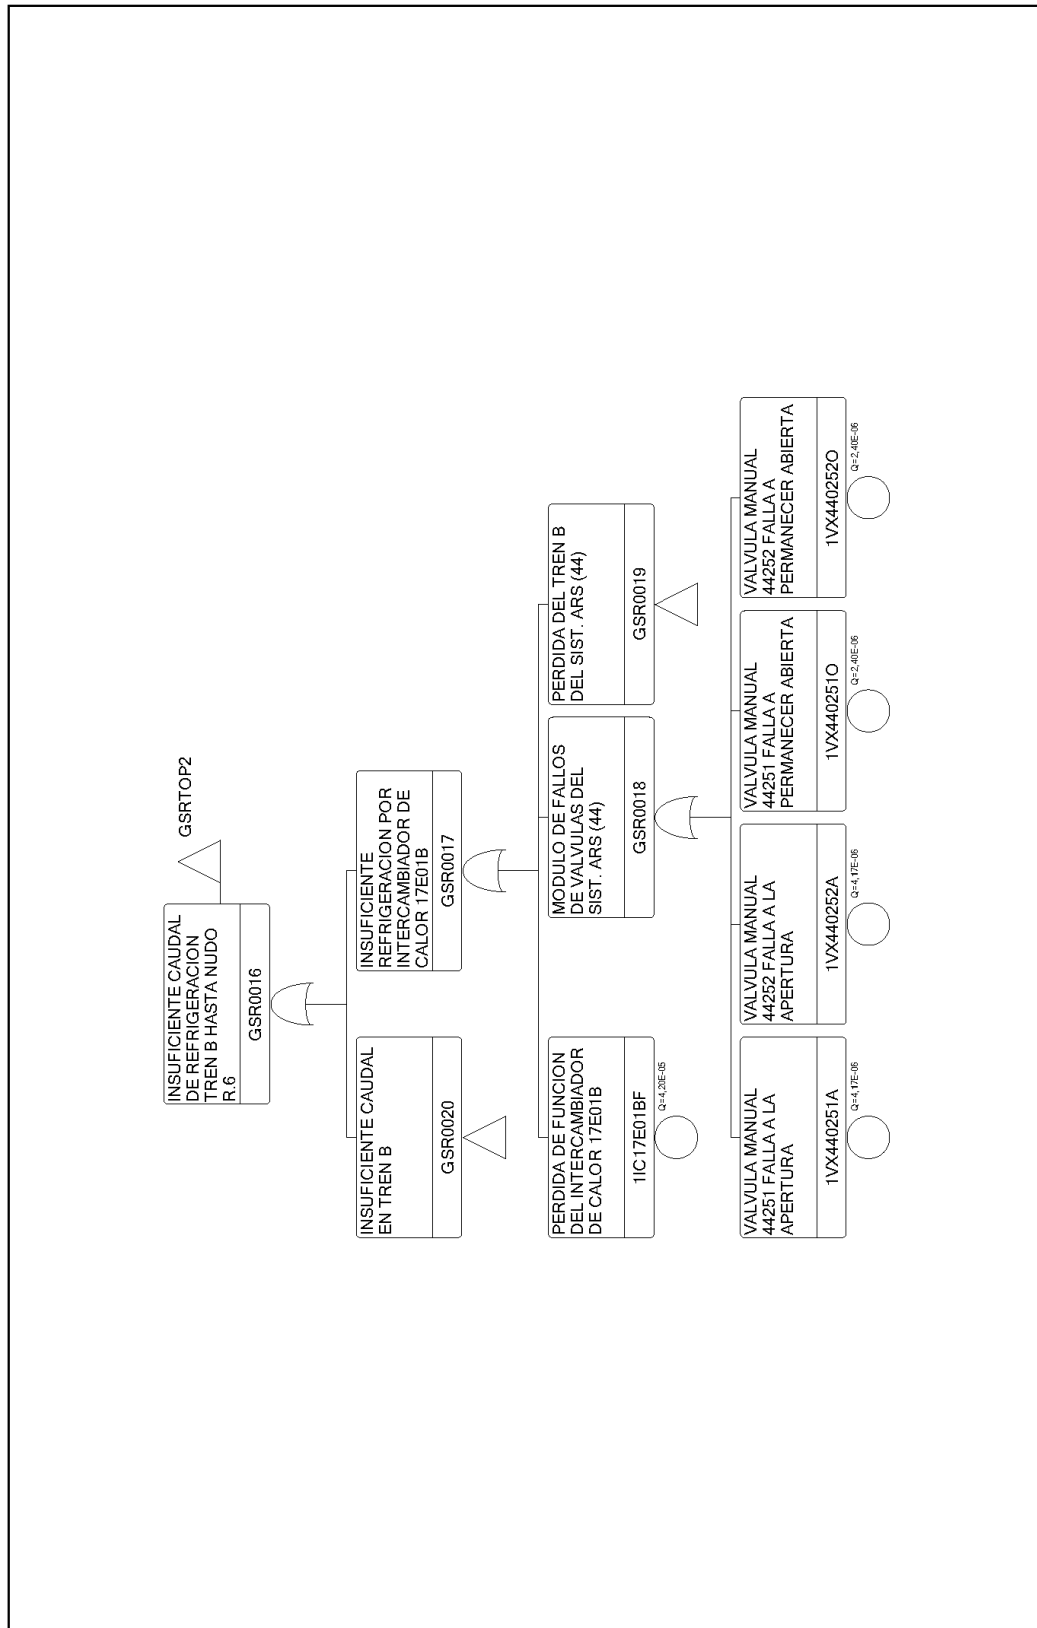 GSRTOP2
INSUFICIENTE CAUDAL
DE REFRIGERACION
TREN B HASTA NUDO
R.6
GSR0016
INSUFICIENTE CAUDAL
EN TREN B
GSR0020
INSUFICIENTE
REFRIGERACION POR
INTERCAMBIADOR DE
CALOR 17E01B
GSR0017
PERDIDA DE FUNCION
DEL INTERCAMBIADOR
DE CALOR 17E01B
1IC17E01BF
Q=4,20E-05
MODULO DE FALLOS
DE VALVULAS DEL
SIST. ARS (44)
GSR0018
PERDIDA DEL TREN B
DEL SIST. ARS (44)
GSR0019
VALVULA MANUAL
44251 FALLA A LA
APERTURA
1VX440251A
Q=4,17E-05
VALVULA MANUAL
44252 FALLA A LA
APERTURA
1VX440252A
Q=4,17E-05
VALVULA MANUAL
44251 FALLA A
PERMANECER ABIERTA
1VX440251O
Q=2,40E-06
VALVULA MANUAL
44252 FALLA A
PERMANECER ABIERTA
1VX440252O
Q=2,40E-06